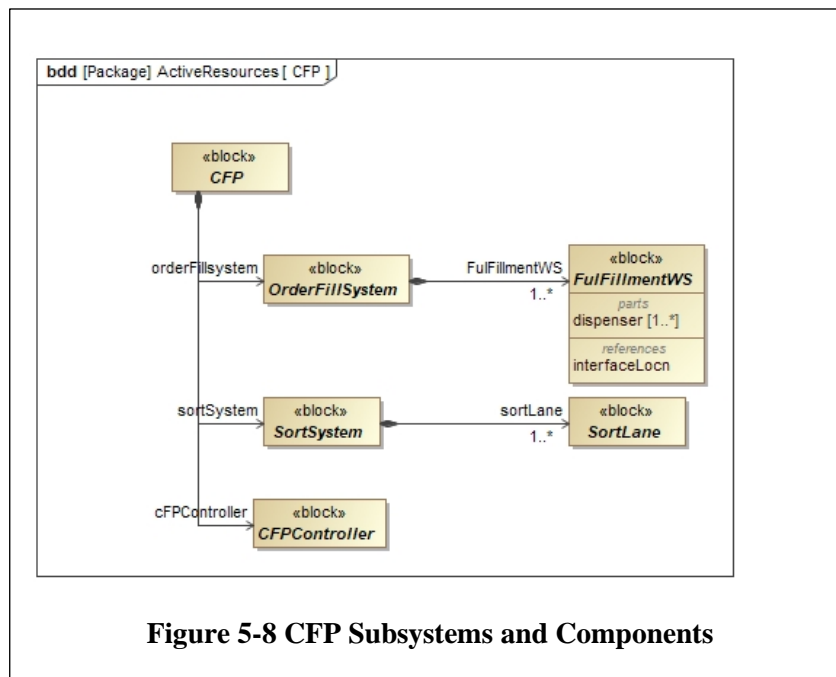 bdd [Package] ActiveResources [ CFP ]
«block»
CFP
orderFillsystem
«block»
OrderFillSystem
FulFillmentWS
1..*
«block»
FulFillmentWS
parts
dispenser [1..*]
references
interfaceLocn
sortSystem
«block»
SortSystem
sortLane
1..*
«block»
SortLane
cFPController
«block»
CFPController
Figure 5-8 CFP Subsystems and Components